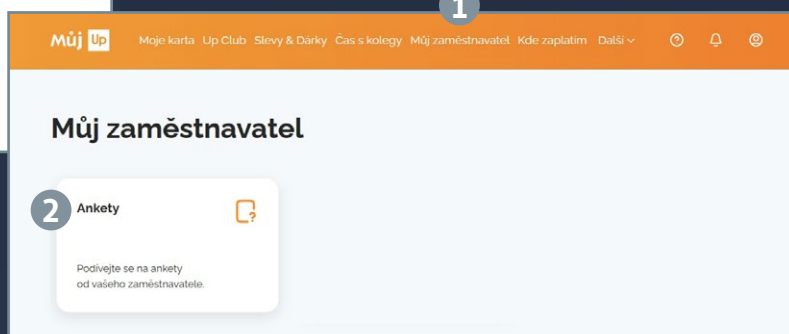 1
Můj Up Moje karta Up Club Slevy & Dárky Čas s kolegy Můj zaměstnavatel Kde zaplatím Další
Můj zaměstnavatel
2 Ankety
Podívejte se na ankety
od vašeho zaměstnavatele.